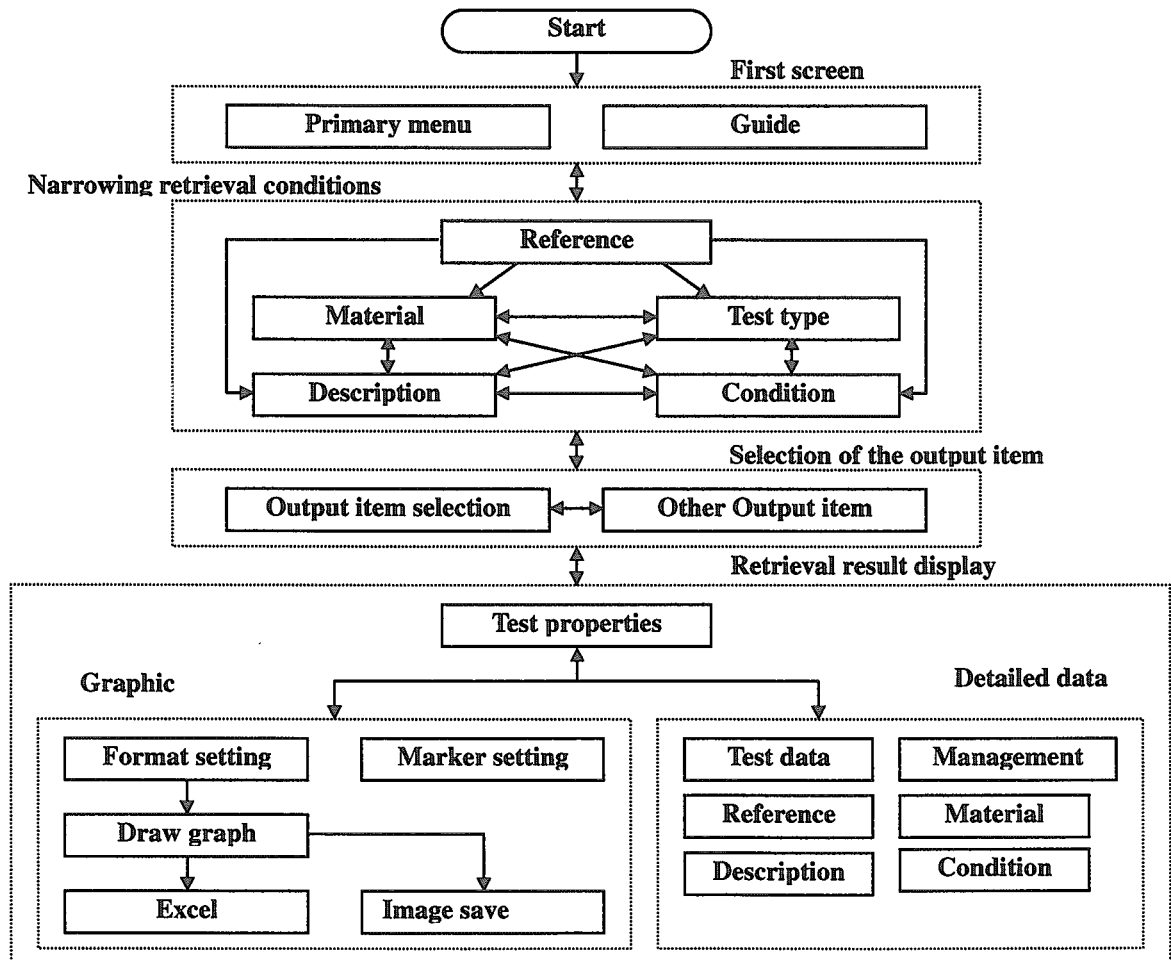 Start
First screen
Primary menu
Guide
Narrowing retrieval conditions
Reference
Material
Test type
Description
Condition
Selection of the output item
Output item selection
Other Output item
Retrieval result display
Test properties
Graphic
Detailed data
Format setting
Marker setting
Test data
Management
Draw graph
Reference
Material
Description
Condition
Excel
Image save